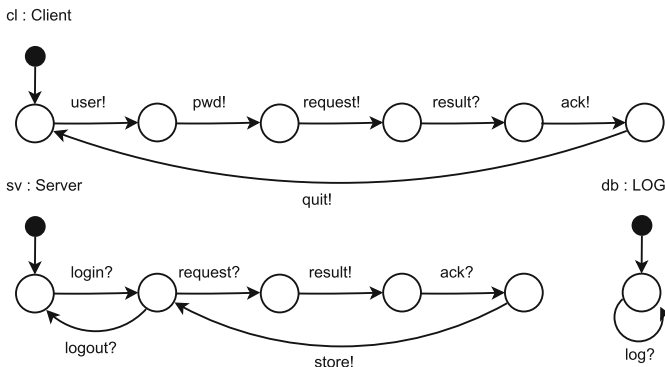 cl : Client
user! pwd! request! result? ack!
quit!
sv : Server db : LOG
login? request? result! ack?
logout?
store!
log?